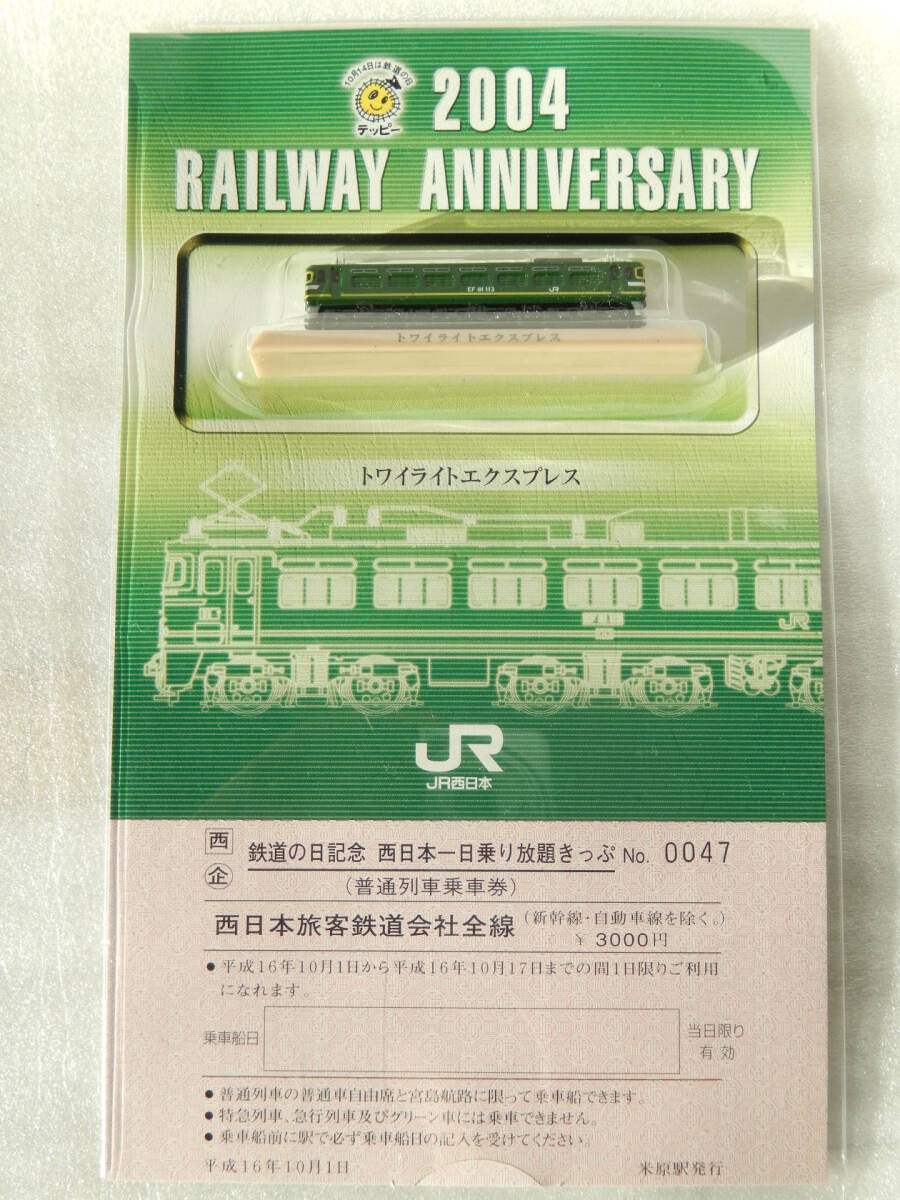 10月14日は鉄道の日
テッピー
2004
RAILWAY ANNIVERSARY
EF 81 113
JR
トワイライトエクスプレス
トワイライトエクスプレス
JR
JR
JR西日本
西
企
鉄道の日記念 西日本一日乗り放題きっぷ No. 0047
(普通列車乗車券)
西日本旅客鉄道会社全線 (新幹線・自動車線を除く。)
¥ 3000円
●平成16年10月1日から平成16年10月17日までの間1日限りご利用
になれます。
乗車船日
当日限り
有効
●普通列車の普通車自由席と宮島航路に限って乗車船できます。
●特急列車、急行列車及びグリーン車には乗車できません。
●乗車船前に駅で必ず乗車船日の記入を受けてください。
平成16年10月1日 米原駅発行